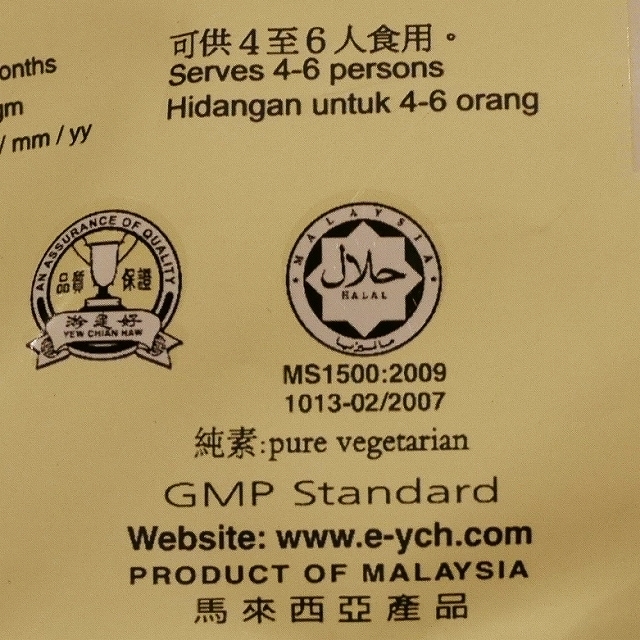 可供4至6人食用。
onths
Serves 4-6 persons
gm
Hidangan untuk 4-6 orang
/ mm / yy
AN ASSURANCE OF QUALITY
品質 保證
YEW CHIAN HAW
MALAYSIA
حلال
HALAL
ماليزيا
MS1500:2009
1013-02/2007
純素:pure vegetarian
GMP Standard
Website: www.e-ych.com
PRODUCT OF MALAYSIA
馬來西亞產品